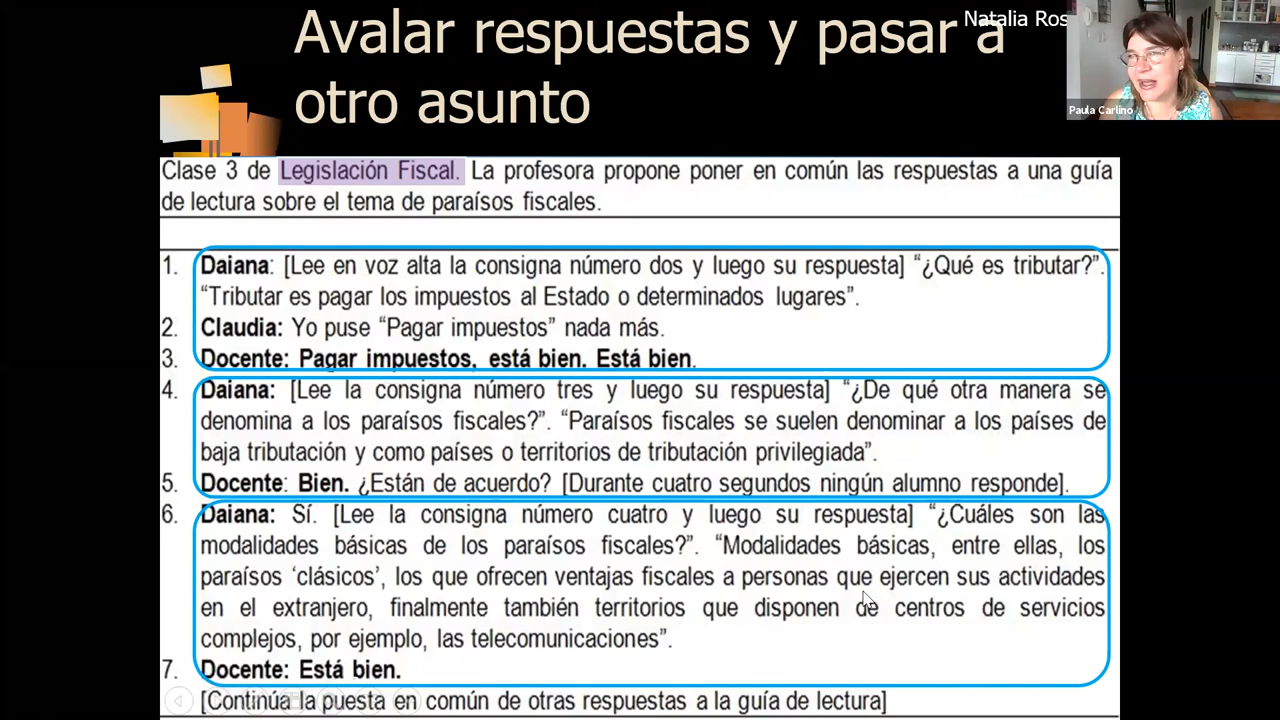 Avalar respuestas y pasar a
otro asunto
Natalia Ros
Paula Carlino
Clase 3 de Legislación Fiscal. La profesora propone poner en común las respuestas a una guía
de lectura sobre el tema de paraísos fiscales.
1. Daiana: [Lee en voz alta la consigna número dos y luego su respuesta] “¿Qué es tributar?”.
“Tributar es pagar los impuestos al Estado o determinados lugares”.
2. Claudia: Yo puse “Pagar impuestos” nada más.
3. Docente: Pagar impuestos, está bien. Está bien.
4. Daiana: [Lee la consigna número tres y luego su respuesta] “¿De qué otra manera se
denomina a los paraísos fiscales?”. “Paraísos fiscales se suelen denominar a los países de
baja tributación y como países o territorios de tributación privilegiada”.
5. Docente: Bien. ¿Están de acuerdo? [Durante cuatro segundos ningún alumno responde].
6. Daiana: Sí. [Lee la consigna número cuatro y luego su respuesta] “¿Cuáles son las
modalidades básicas de los paraísos fiscales?”. “Modalidades básicas, entre ellas, los
paraísos ‘clásicos’, los que ofrecen ventajas fiscales a personas que ejercen sus actividades
en el extranjero, finalmente también territorios que disponen de centros de servicios
complejos, por ejemplo, las telecomunicaciones”.
7. Docente: Está bien.
[Continúa la puesta en común de otras respuestas a la guía de lectura]